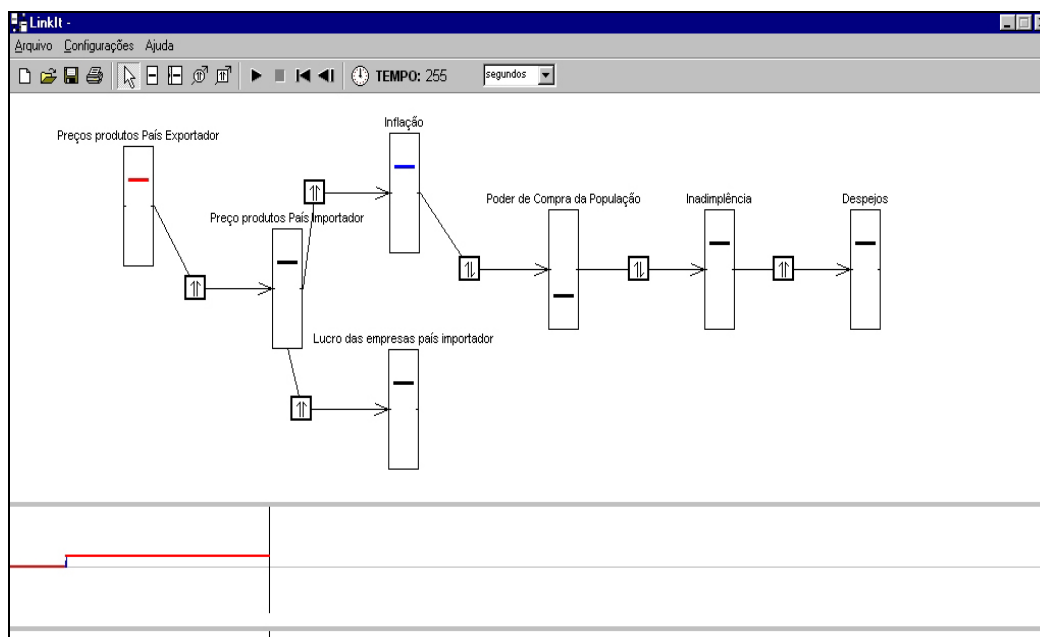 LinkIt -
Arquivo Configurações Ajuda
TEMPO: 255 segundos
Inflação
Preços produtos País Exportador
Poder de Compra da População Inadimplência Despejos
Preço produtos País Importador
Lucro das empresas país importador